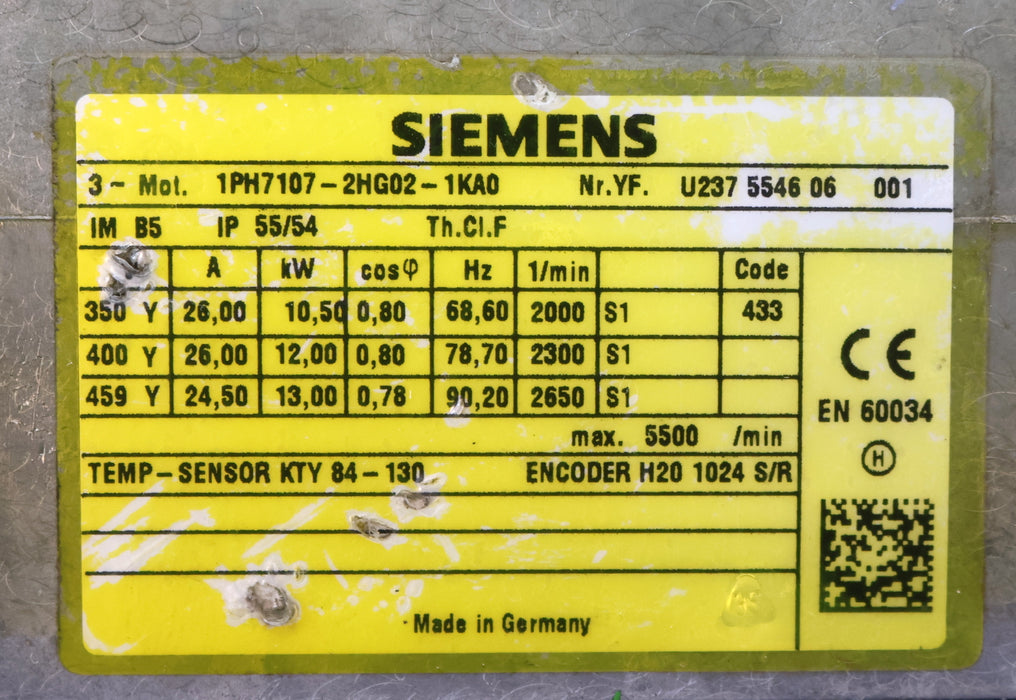 SIEMENS
3 ~ Mot. 1PH7107-2HG02-1KA0 Nr.YF. U237 5546 06 001
IM B5 IP 55/54 Th.Cl.F
A kW cosφ Hz 1/min Code
350 Y 26,00 10,50 0,80 68,60 2000 S1 433
400 Y 26,00 12,00 0,80 78,70 2300 S1
459 Y 24,50 13,00 0,78 90,20 2650 S1
CE
EN 60034
max. 5500 /min
H
TEMP-SENSOR KTY 84-130 ENCODER H20 1024 S/R
Made in Germany